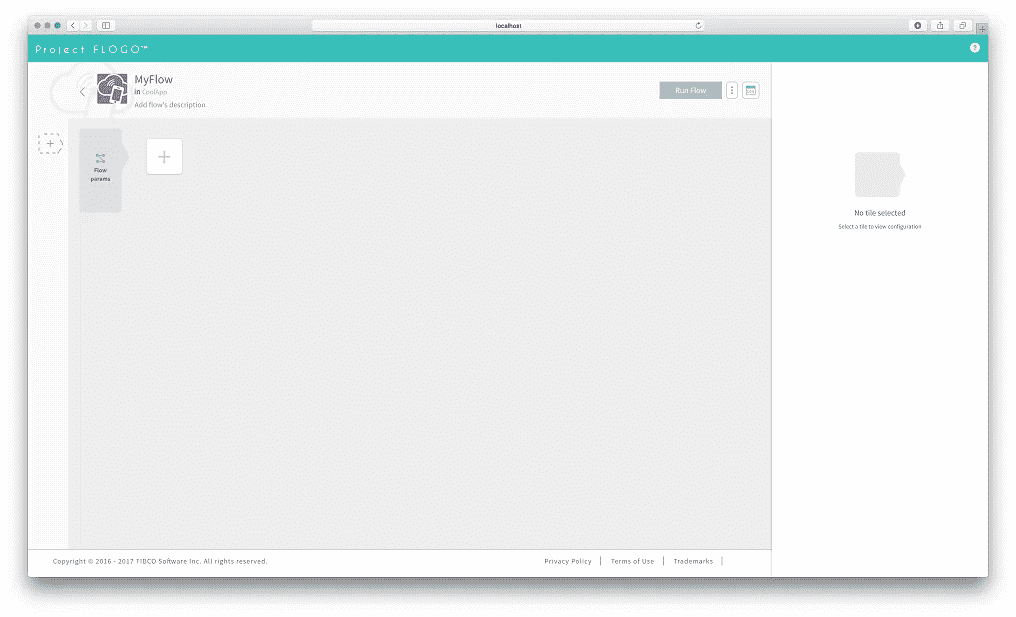 localhost
Project FLOGO™
?
MyFlow
in CoolApp
Add flow's description
Run Flow
Flow
params
No tile selected
Select a tile to view configuration
Copyright © 2016 - 2017 TIBCO Software Inc. All rights reserved.
Privacy Policy | Terms of Use | Trademarks |